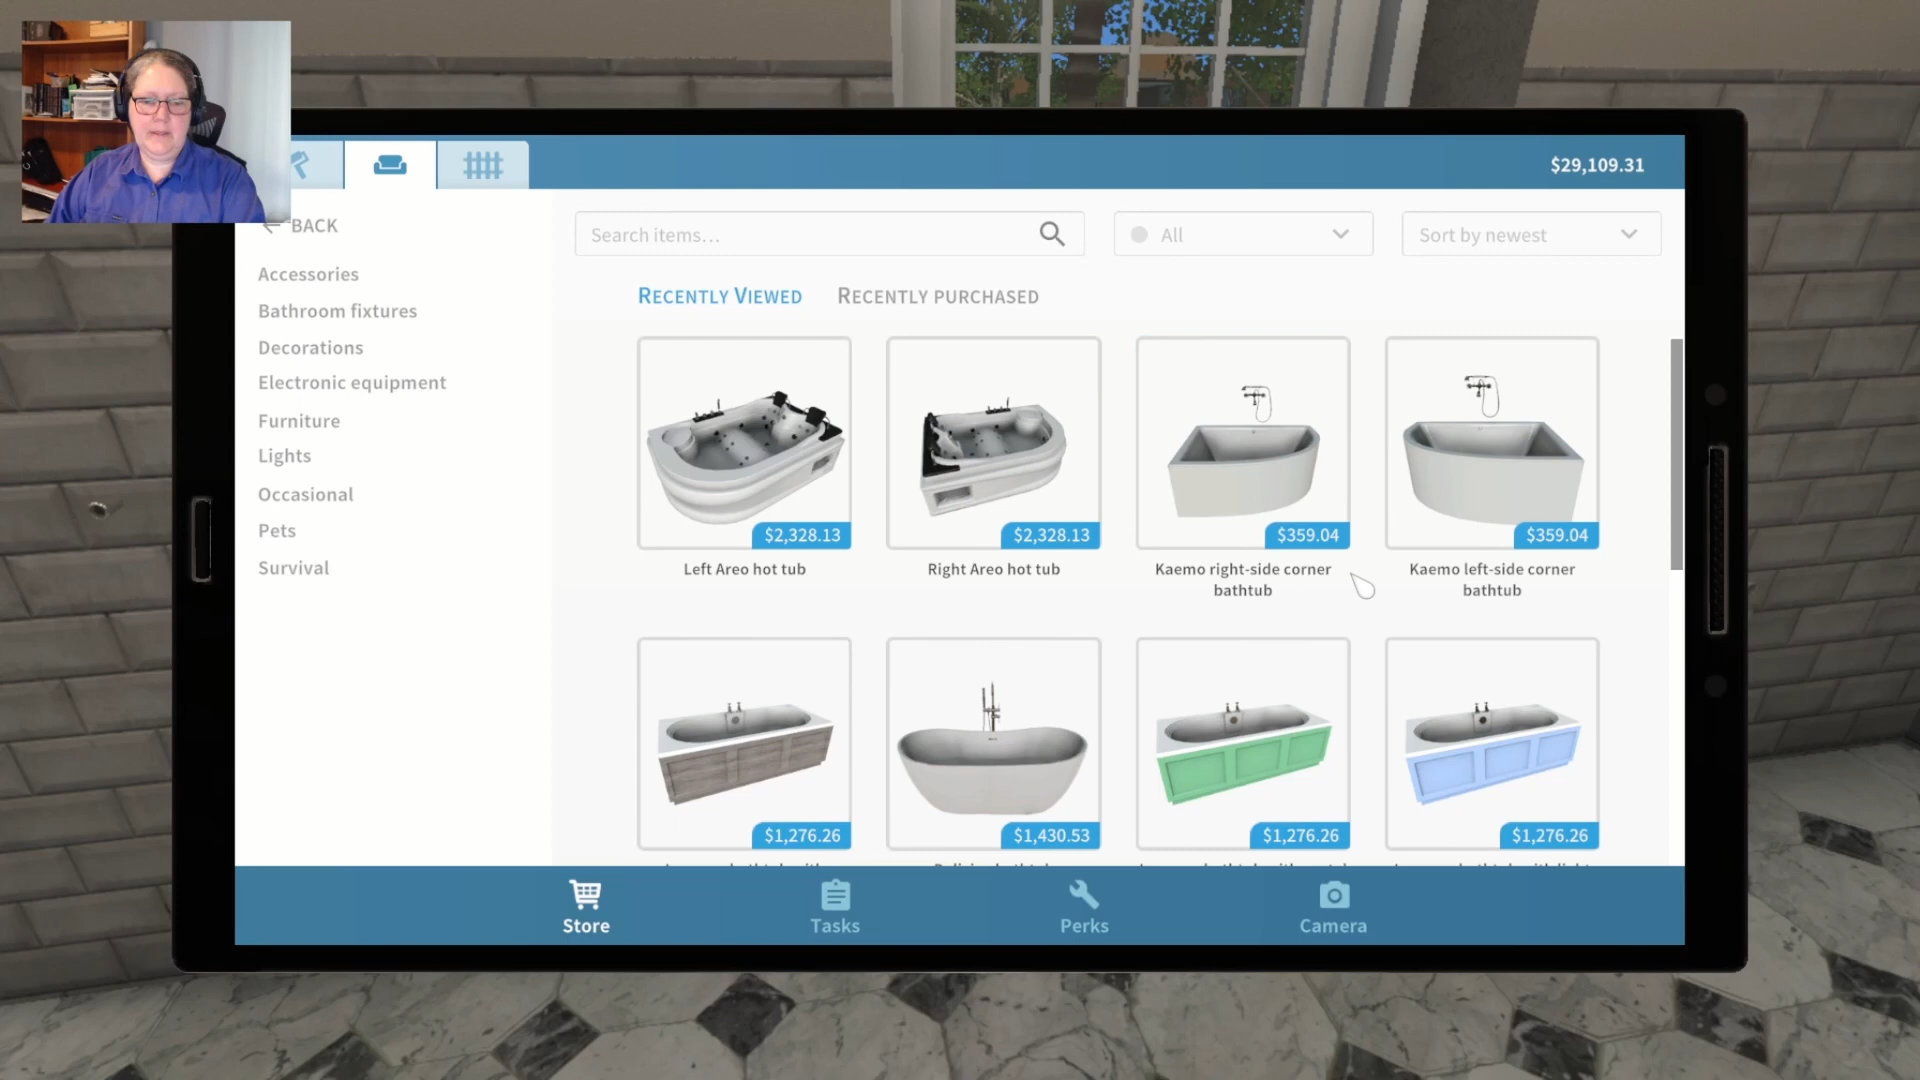 $29,109.31
BACK
Search items...
All
Sort by newest
Accessories
Bathroom fixtures
Decorations
Electronic equipment
Furniture
Lights
Occasional
Pets
Survival
RECENTLY VIEWED
RECENTLY PURCHASED
$2,328.13
$2,328.13
$359.04
$359.04
Left Areo hot tub
Right Areo hot tub
Kaemo right-side corner
bathtub
Kaemo left-side corner
bathtub
$1,276.26
$1,430.53
$1,276.26
$1,276.26
Store
Tasks
Perks
Camera